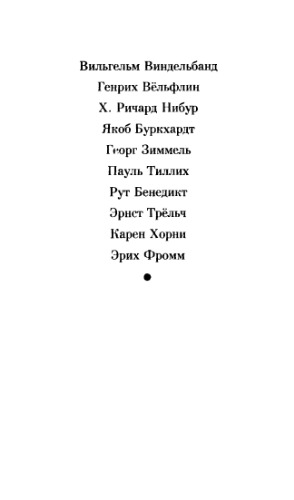 Вильгельм Виндельбанд
Генрих Вёльфлин
Х. Ричард Нибур
Якоб Буркхардт
Георг Зиммель
Пауль Тиллих
Рут Бенедикт
Эрнст Трёльч
Карен Хорни
Эрих Фромм
●